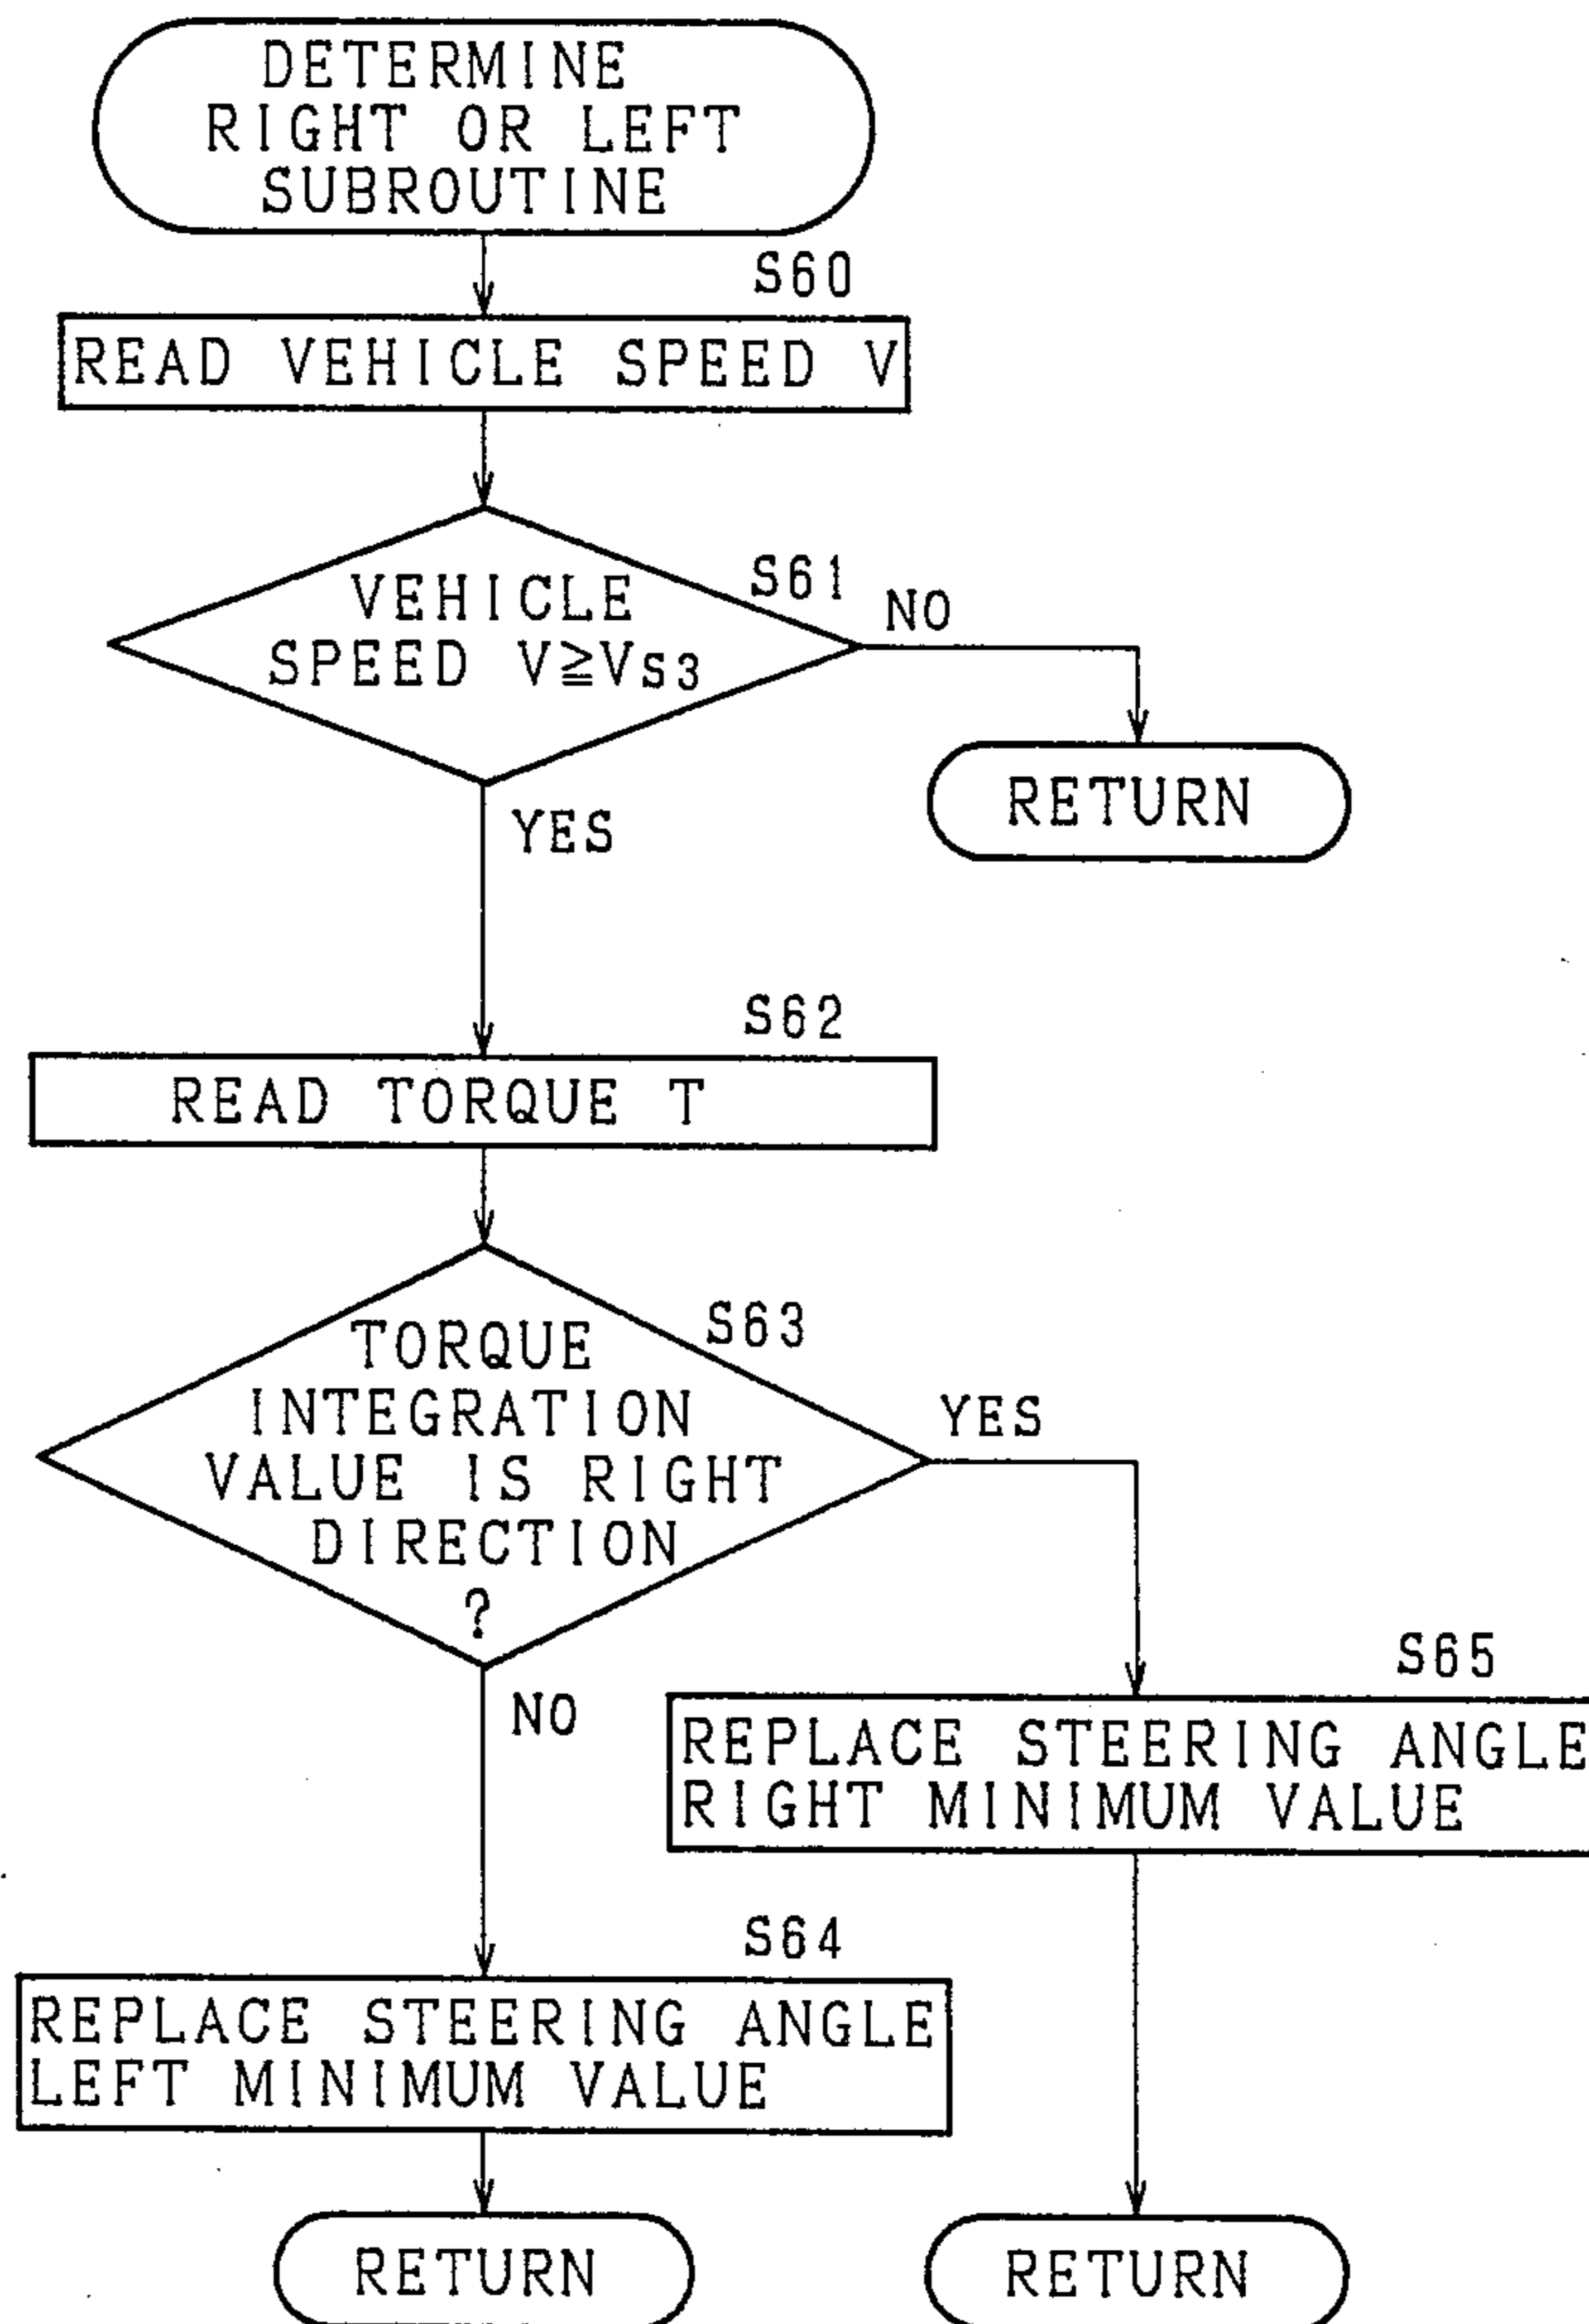 DETERMINE
RIGHT OR LEFT
SUBROUTINE
S60
READ VEHICLE SPEED V
S61
VEHICLE
SPEED V≧Vs3
NO
RETURN
YES
S62
READ TORQUE T
S63
TORQUE
INTEGRATION
VALUE IS RIGHT
DIRECTION
?
YES
NO
S65
REPLACE STEERING ANGLE
RIGHT MINIMUM VALUE
S64
REPLACE STEERING ANGLE
LEFT MINIMUM VALUE
RETURN
RETURN